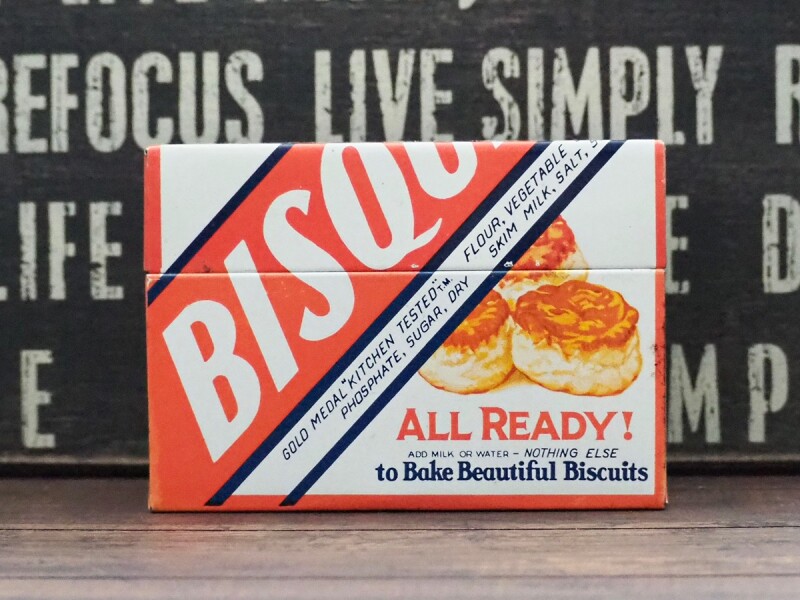 REFOCUS LIVE SIMPLY
LIFE
BISQU
GOLD MEDAL "KITCHEN TESTED" T.M. FLOUR, VEGETABLE
PHOSPHATE, SUGAR, DRY SKIM MILK, SALT, S
ALL READY!
ADD MILK OR WATER – NOTHING ELSE
to Bake Beautiful Biscuits